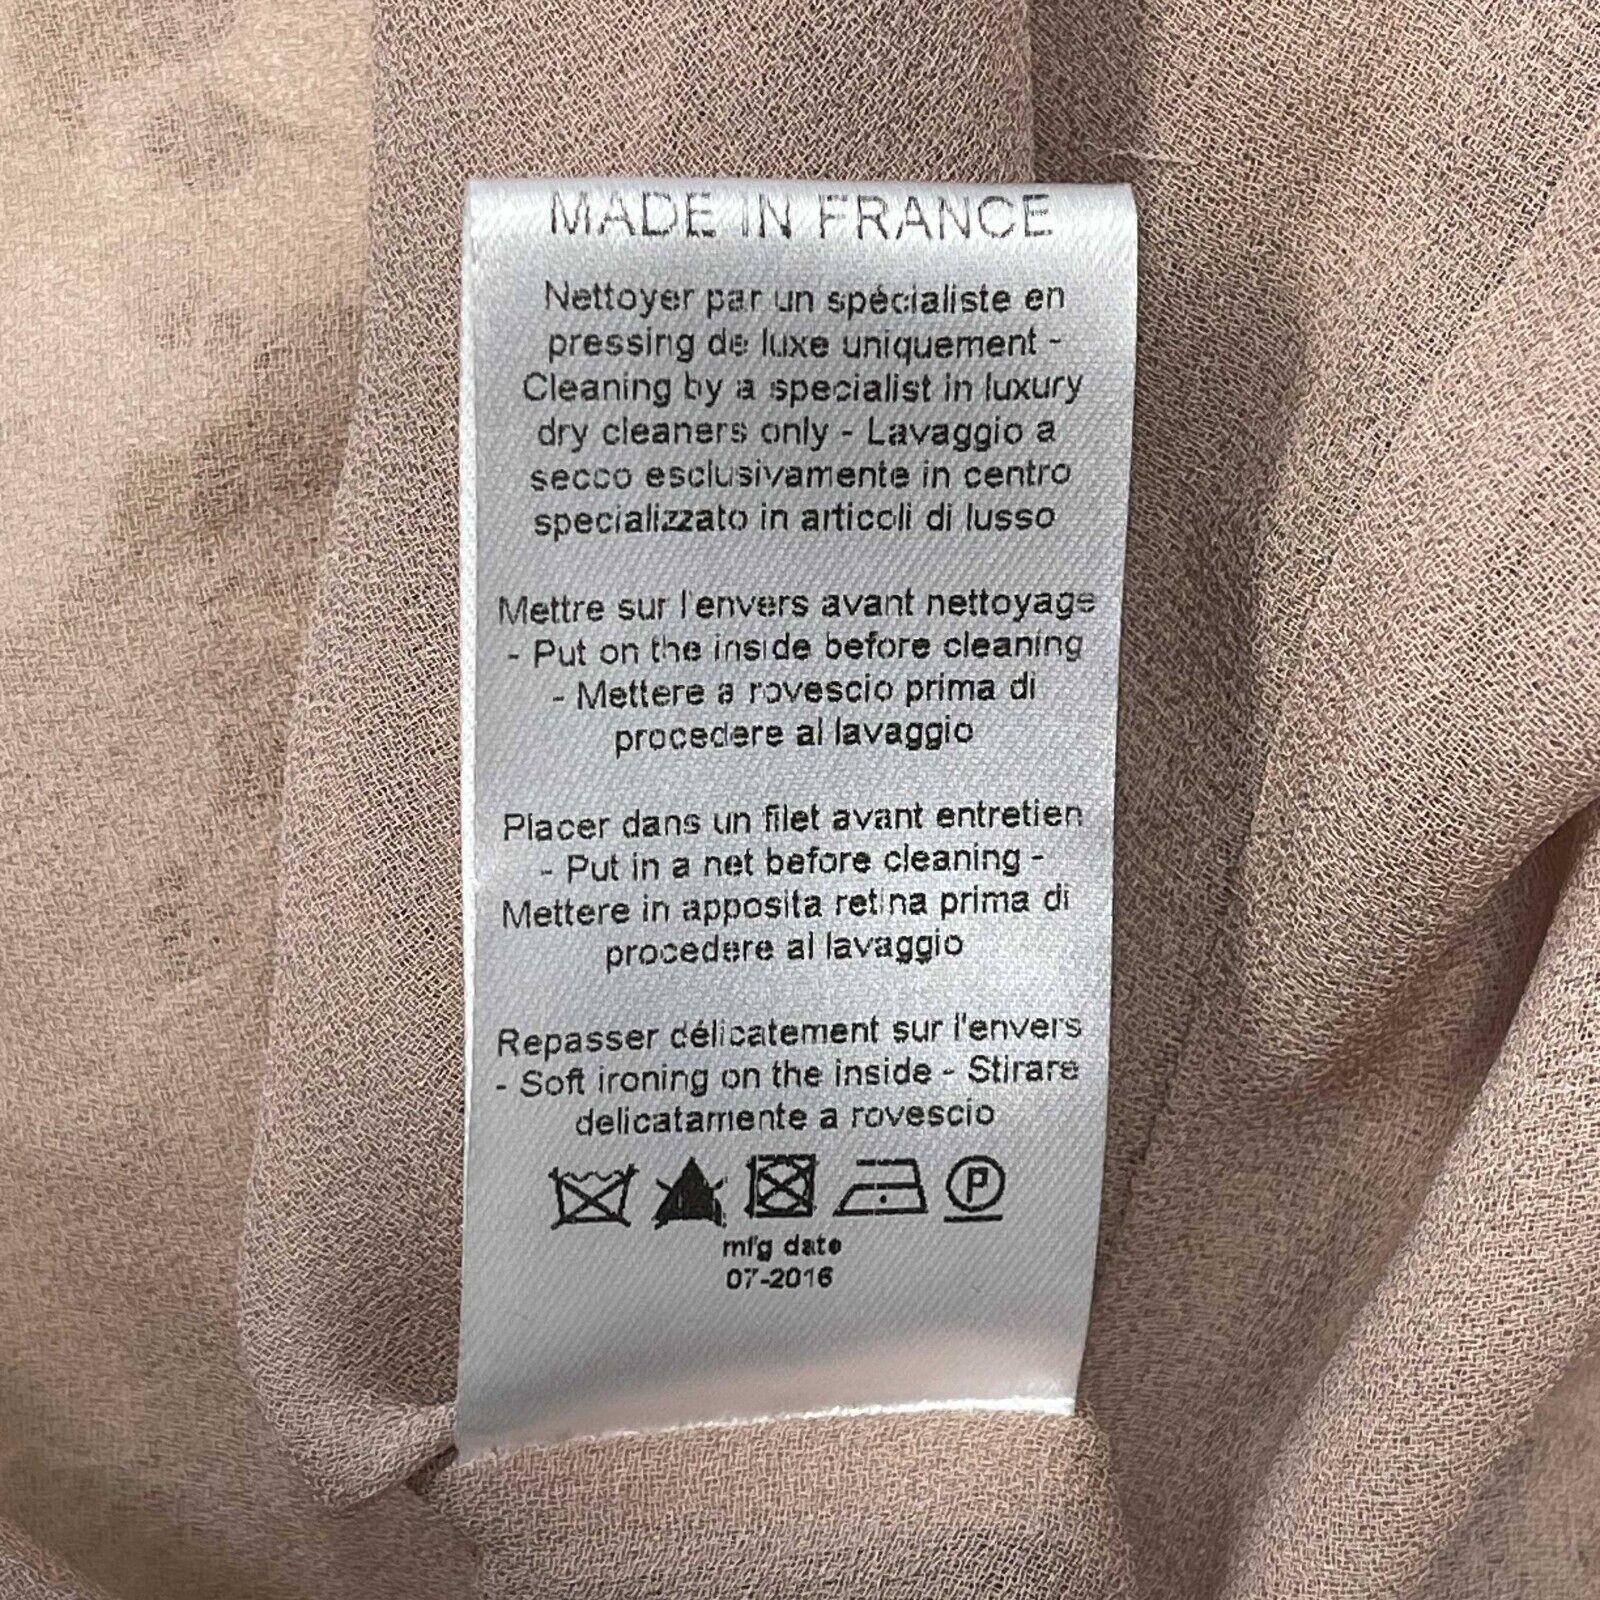 MADE IN FRANCE
Nettoyer par un spécialiste en
pressing de luxe uniquement -
Cleaning by a specialist in luxury
dry cleaners only - Lavaggio a
secco esclusivamente in centro
specializzato in articoli di lusso
Mettre sur l'envers avant nettoyage
- Put on the inside before cleaning
- Mettere a rovescio prima di
procedere al lavaggio
Placer dans un filet avant entretien
- Put in a net before cleaning -
Mettere in apposita retina prima di
procedere al lavaggio
Repasser délicatement sur l'envers
- Soft ironing on the inside - Stirare
delicatamente a rovescio
P
mfg date
07-2016